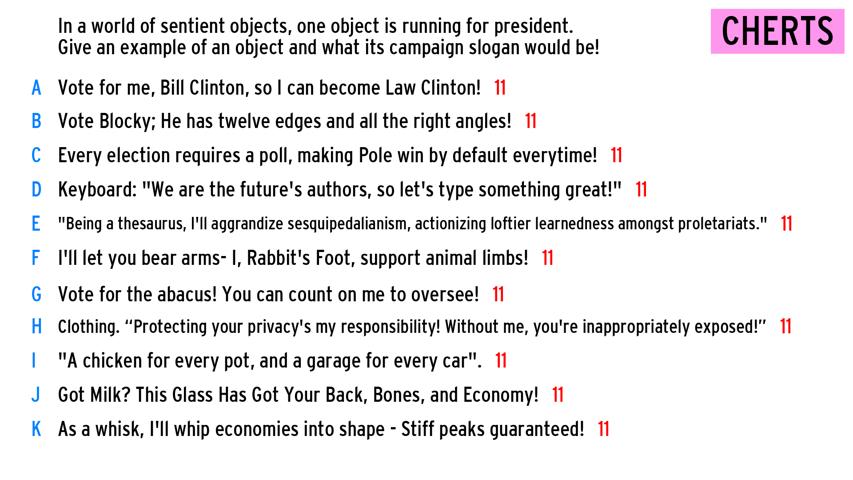 In a world of sentient objects, one object is running for president.
Give an example of an object and what its campaign slogan would be!
CHERTS
A Vote for me, Bill Clinton, so I can become Law Clinton! 11
B Vote Blocky; He has twelve edges and all the right angles! 11
C Every election requires a poll, making Pole win by default everytime! 11
D Keyboard: "We are the future's authors, so let's type something great!" 11
E "Being a thesaurus, I'll aggrandize sesquipedalianism, actionizing loftier learnedness amongst proletariats." 11
F I'll let you bear arms- I, Rabbit's Foot, support animal limbs! 11
G Vote for the abacus! You can count on me to oversee! 11
H Clothing. “Protecting your privacy's my responsibility! Without me, you're inappropriately exposed!” 11
I "A chicken for every pot, and a garage for every car". 11
J Got Milk? This Glass Has Got Your Back, Bones, and Economy! 11
K As a whisk, I'll whip economies into shape - Stiff peaks guaranteed! 11